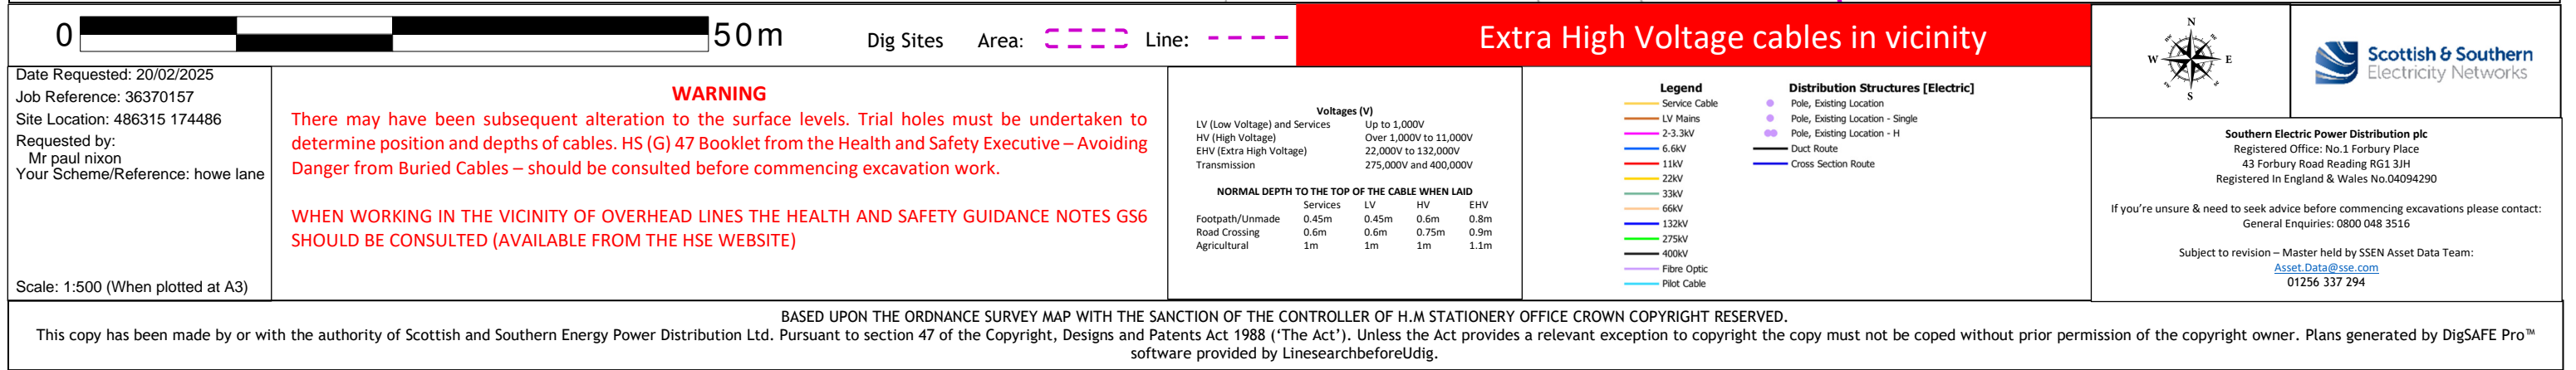 0 50m Dig Sites Area: Line: Extra High Voltage cables in vicinity
N
W E
S
Scottish & Southern
Electricity Networks
Date Requested: 20/02/2025
Job Reference: 36370157
Site Location: 486315 174486
Requested by:
Mr paul nixon
Your Scheme/Reference: howe lane
Scale: 1:500 (When plotted at A3)
WARNING
There may have been subsequent alteration to the surface levels. Trial holes must be undertaken to
determine position and depths of cables. HS (G) 47 Booklet from the Health and Safety Executive – Avoiding
Danger from Buried Cables – should be consulted before commencing excavation work.
WHEN WORKING IN THE VICINITY OF OVERHEAD LINES THE HEALTH AND SAFETY GUIDANCE NOTES GS6
SHOULD BE CONSULTED (AVAILABLE FROM THE HSE WEBSITE)
Voltages (V)
LV (Low Voltage) and Services Up to 1,000V
HV (High Voltage) Over 1,000V to 11,000V
EHV (Extra High Voltage) 22,000V to 132,000V
Transmission 275,000V and 400,000V
NORMAL DEPTH TO THE TOP OF THE CABLE WHEN LAID
Services LV HV EHV
Footpath/Unmade 0.45m 0.45m 0.6m 0.8m
Road Crossing 0.6m 0.6m 0.75m 0.9m
Agricultural 1m 1m 1m 1.1m
Legend
Service Cable
LV Mains
2-3.3kV
6.6kV
11kV
22kV
33kV
66kV
132kV
275kV
400kV
Fibre Optic
Pilot Cable
Distribution Structures [Electric]
Pole, Existing Location
Pole, Existing Location - Single
Pole, Existing Location - H
Duct Route
Cross Section Route
Southern Electric Power Distribution plc
Registered Office: No.1 Forbury Place
43 Forbury Road Reading RG1 3JH
Registered In England & Wales No.04094290
If you're unsure & need to seek advice before commencing excavations please contact:
General Enquiries: 0800 048 3516
Subject to revision – Master held by SSEN Asset Data Team:
Asset.Data@sse.com
01256 337 294
BASED UPON THE ORDNANCE SURVEY MAP WITH THE SANCTION OF THE CONTROLLER OF H.M STATIONERY OFFICE CROWN COPYRIGHT RESERVED.
This copy has been made by or with the authority of Scottish and Southern Energy Power Distribution Ltd. Pursuant to section 47 of the Copyright, Designs and Patents Act 1988 ('The Act'). Unless the Act provides a relevant exception to copyright the copy must not be coped without prior permission of the copyright owner. Plans generated by DigSAFE Pro™
software provided by LinesearchbeforeUdig.